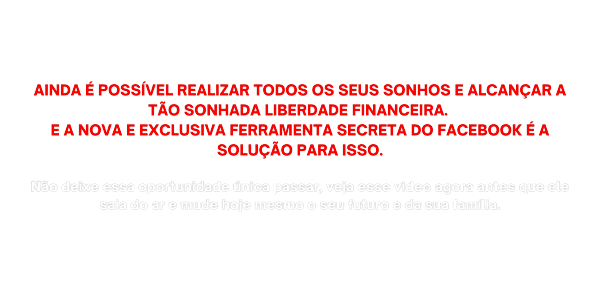 AINDA É POSSÍVEL REALIZAR TODOS OS SEUS SONHOS E ALCANÇAR A
TÃO SONHADA LIBERDADE FINANCEIRA.
E A NOVA E EXCLUSIVA FERRAMENTA SECRETA DO FACEBOOK É A
SOLUÇÃO PARA ISSO.
Não deixe essa oportunidade única passar, veja esse vídeo agora antes que ele
saia do ar e mude hoje mesmo o seu futuro e da sua família.